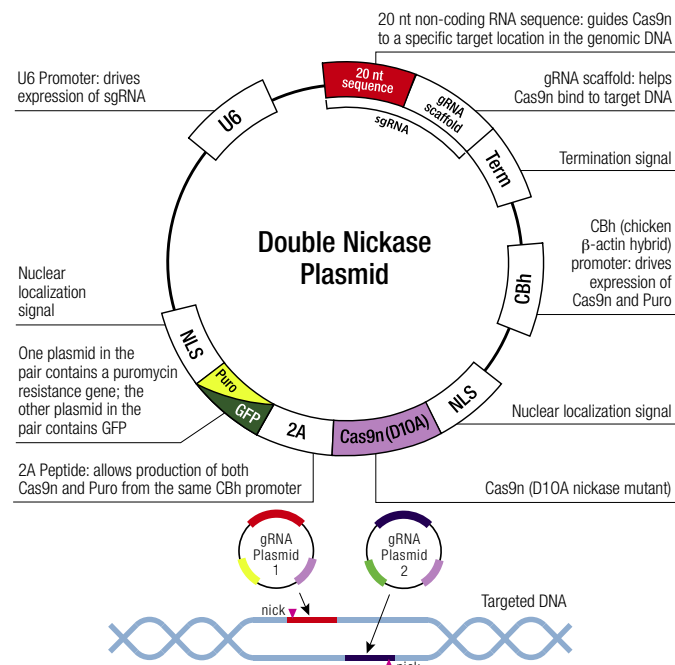 20 nt non-coding RNA sequence: guides Cas9n
to a specific target location in the genomic DNA
U6 Promoter: drives
expression of sgRNA
gRNA scaffold: helps
Cas9n bind to target DNA
20 nt
sequence
gRNA
scaffold
sgRNA
U6
Term
Termination signal
Double Nickase
Plasmid
CBh (chicken
β-actin hybrid)
promoter: drives
expression of
Cas9n and Puro
CBh
Nuclear
localization
signal
NLS
One plasmid in the
pair contains a puromycin
resistance gene; the
other plasmid in the
pair contains GFP
Puro
GFP
2A
Cas9n (D10A)
NLS
Nuclear localization signal
2A Peptide: allows production of both
Cas9n and Puro from the same CBh promoter
Cas9n (D10A nickase mutant)
gRNA
Plasmid
1
gRNA
Plasmid
2
Targeted DNA
nick
nick